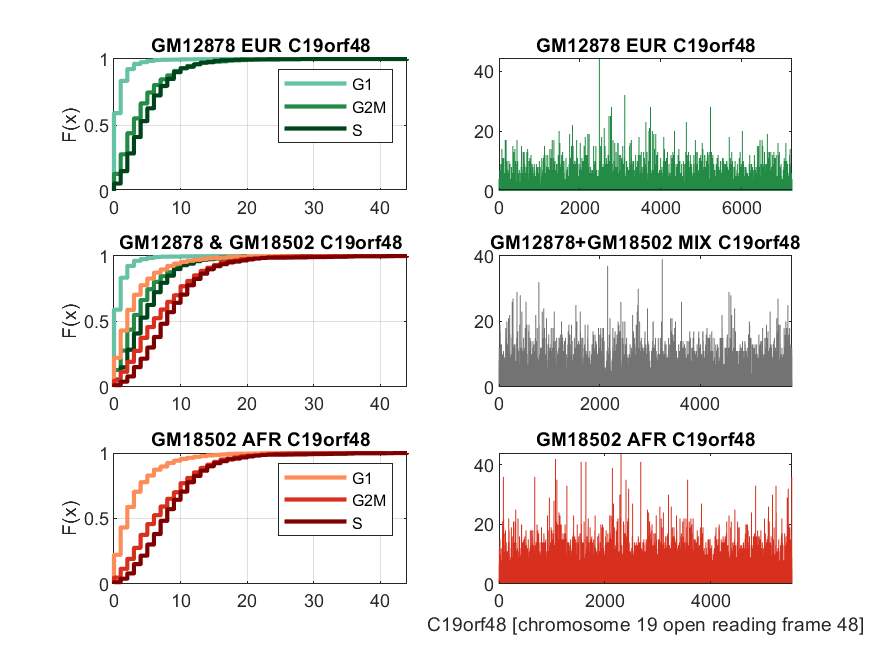 GM12878 EUR C19orf48
1
0.5
0
F(x)
G1
G2M
S
0 10 20 30 40
GM12878 EUR C19orf48
40
20
0
0 2000 4000 6000
GM12878 & GM18502 C19orf48
1
0.5
0
F(x)
0 10 20 30 40
GM12878+GM18502 MIX C19orf48
40
20
0
0 2000 4000
GM18502 AFR C19orf48
1
0.5
0
F(x)
G1
G2M
S
0 10 20 30 40
GM18502 AFR C19orf48
40
20
0
0 2000 4000
C19orf48 [chromosome 19 open reading frame 48]